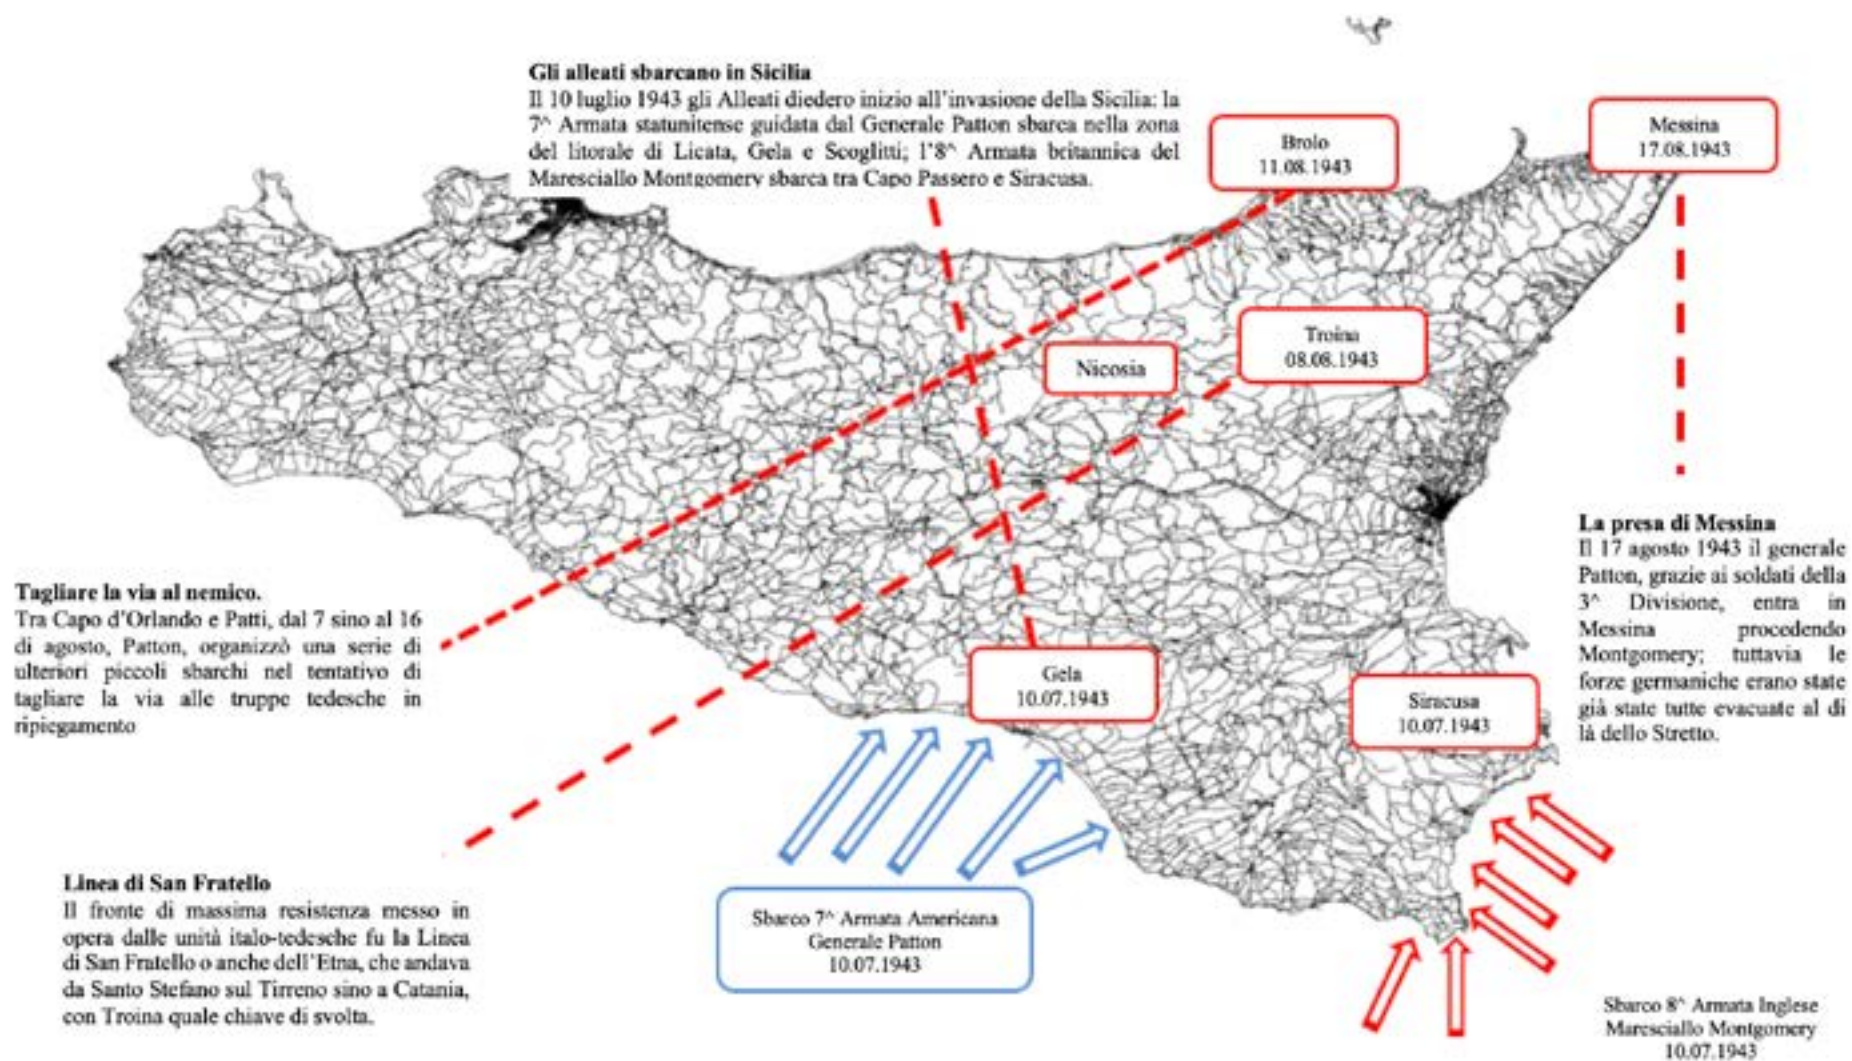 Gli alleati sbarcano in Sicilia
Il 10 luglio 1943 gli Alleati diedero inizio all'invasione della Sicilia: la
7^ Armata statunitense guidata dal Generale Patton sbarca nella zona
del litorale di Licata, Gela e Scoglitti; l'8^ Armata britannica del
Maresciallo Montgomery sbarca tra Capo Passero e Siracusa.
Brolo
11.08.1943
Messina
17.08.1943
Troina
08.08.1943
Nicosia
La presa di Messina
Il 17 agosto 1943 il generale
Patton, grazie ai soldati della
3^ Divisione, entra in
Messina procedendo
Montgomery; tuttavia le
forze germaniche erano state
già state tutte evacuate al di
là dello Stretto.
Tagliare la via al nemico.
Tra Capo d'Orlando e Patti, dal 7 sino al 16
di agosto, Patton, organizzò una serie di
ulteriori piccoli sbarchi nel tentativo di
tagliare la via alle truppe tedesche in
ripiegamento
Gela
10.07.1943
Siracusa
10.07.1943
Linea di San Fratello
Il fronte di massima resistenza messo in
opera dalle unità italo-tedesche fu la Linea
di San Fratello o anche dell'Etna, che andava
da Santo Stefano sul Tirreno sino a Catania,
con Troina quale chiave di svolta.
Sbarco 7^ Armata Americana
Generale Patton
10.07.1943
Sbarco 8^ Armata Inglese
Maresciallo Montgomery
10.07.1943